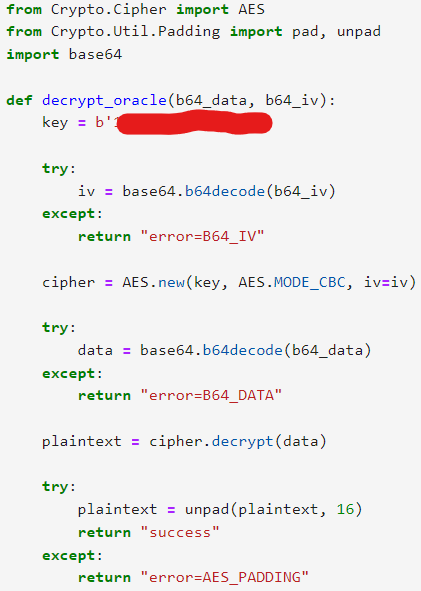 from Crypto.Cipher import AES
from Crypto.Util.Padding import pad, unpad
import base64
def decrypt_oracle(b64_data, b64_iv):
    key = b'
    try:
        iv = base64.b64decode(b64_iv)
    except:
        return "error=B64_IV"
    cipher = AES.new(key, AES.MODE_CBC, iv=iv)
    try:
        data = base64.b64decode(b64_data)
    except:
        return "error=B64_DATA"
    plaintext = cipher.decrypt(data)
    try:
        plaintext = unpad(plaintext, 16)
        return "success"
    except:
        return "error=AES_PADDING"